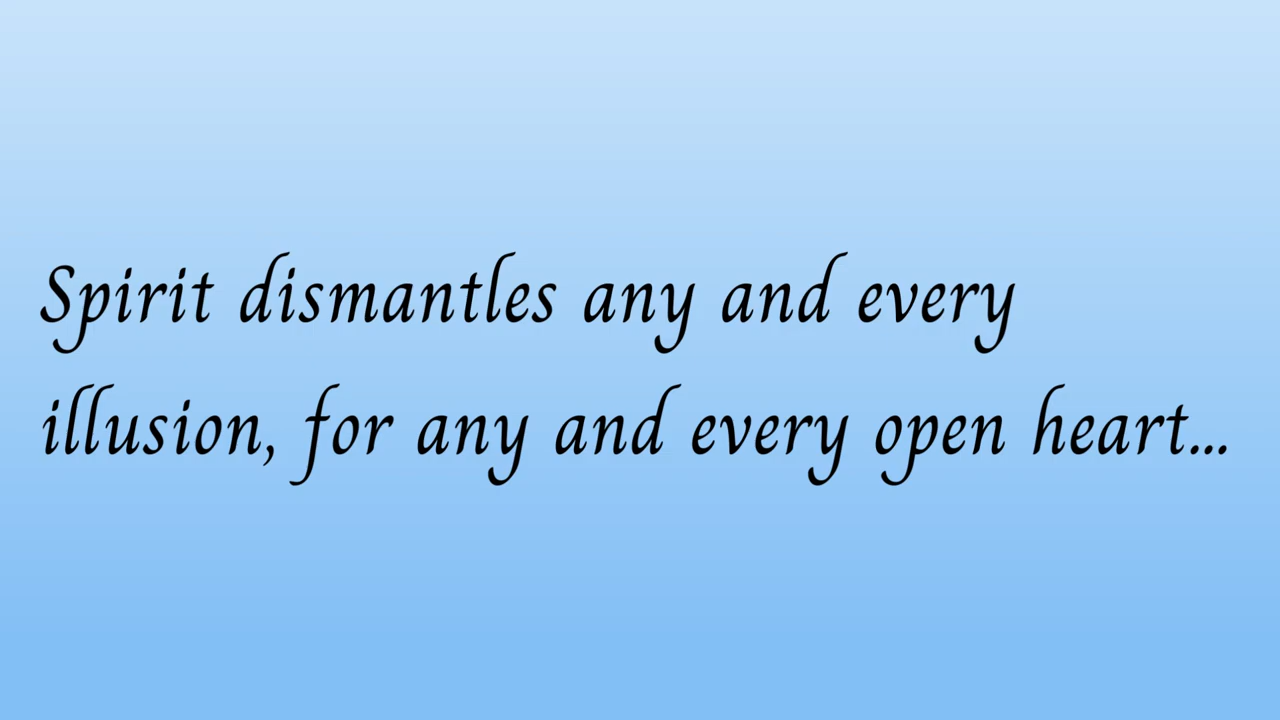 Spirit dismantles any and every
illusion, for any and every open heart...